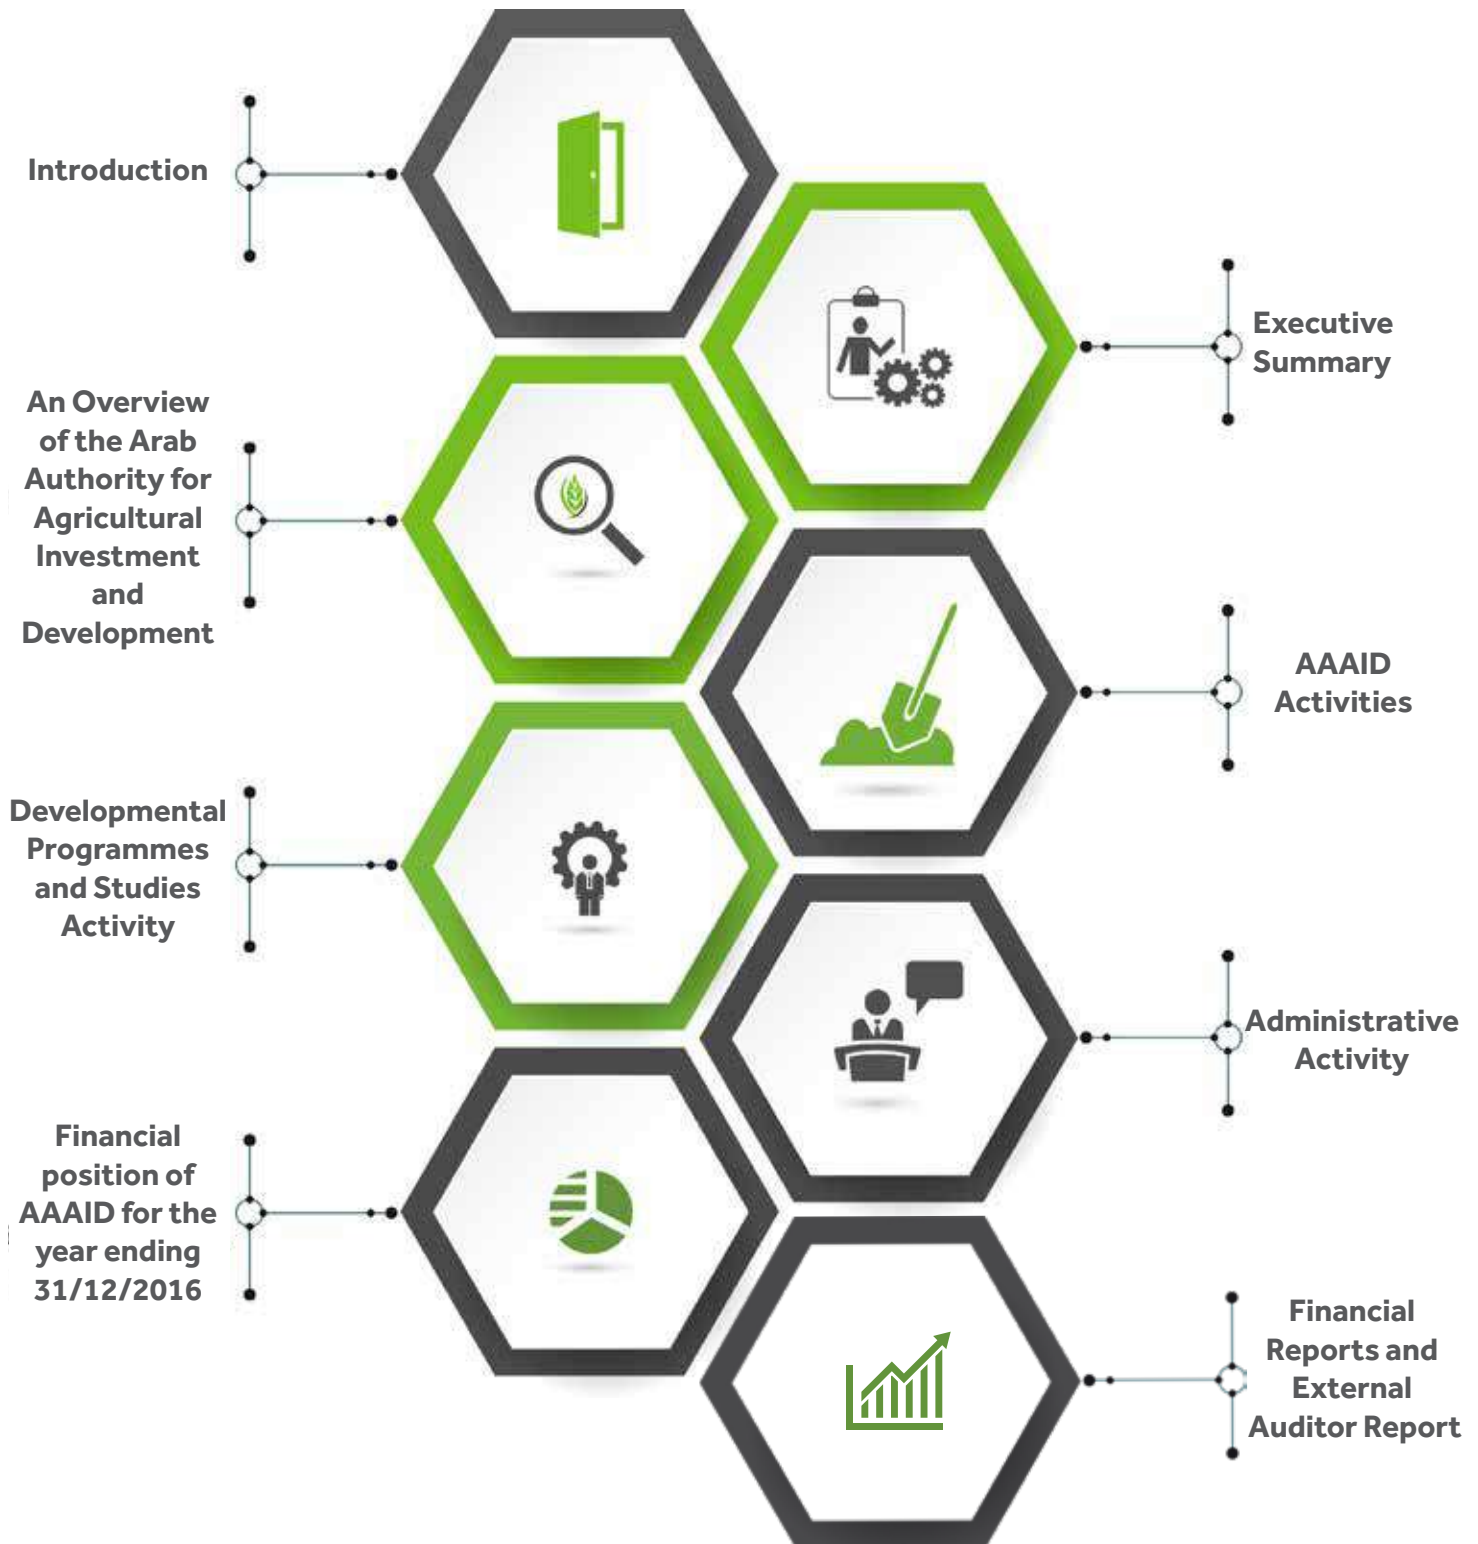 Introduction
Executive
Summary
An Overview
of the Arab
Authority for
Agricultural
Investment
and
Development
AAAID
Activities
Developmental
Programmes
and Studies
Activity
Administrative
Activity
Financial
position of
AAAID for the
year ending
31/12/2016
Financial
Reports and
External
Auditor Report